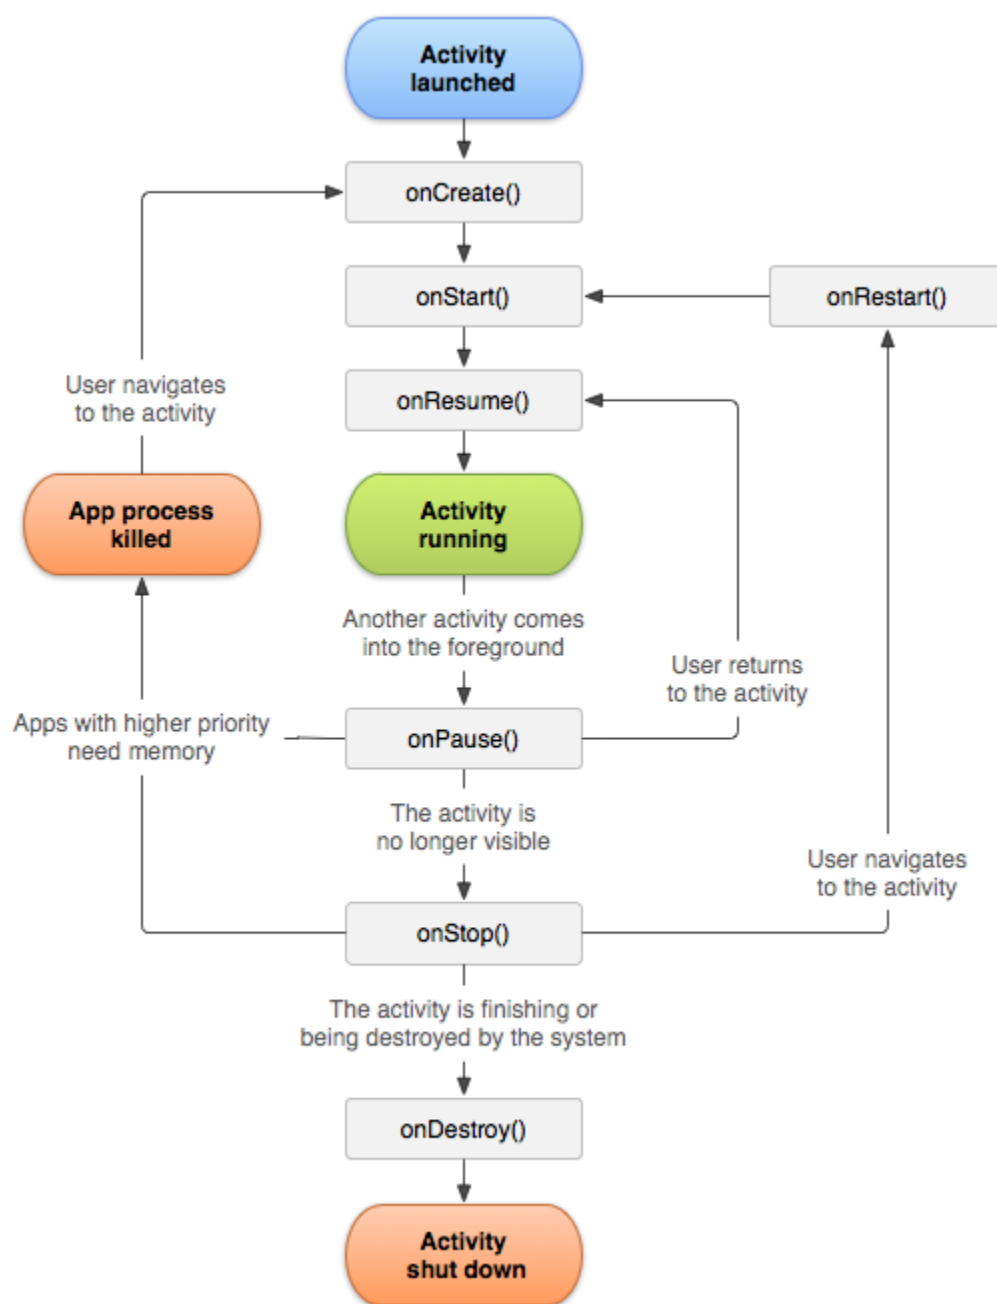 Activity
launched
onCreate()
onStart()
onRestart()
onResume()
User navigates
to the activity
App process
killed
Activity
running
Another activity comes
into the foreground
User returns
to the activity
Apps with higher priority
need memory
onPause()
The activity is
no longer visible
User navigates
to the activity
onStop()
The activity is finishing or
being destroyed by the system
onDestroy()
Activity
shut down